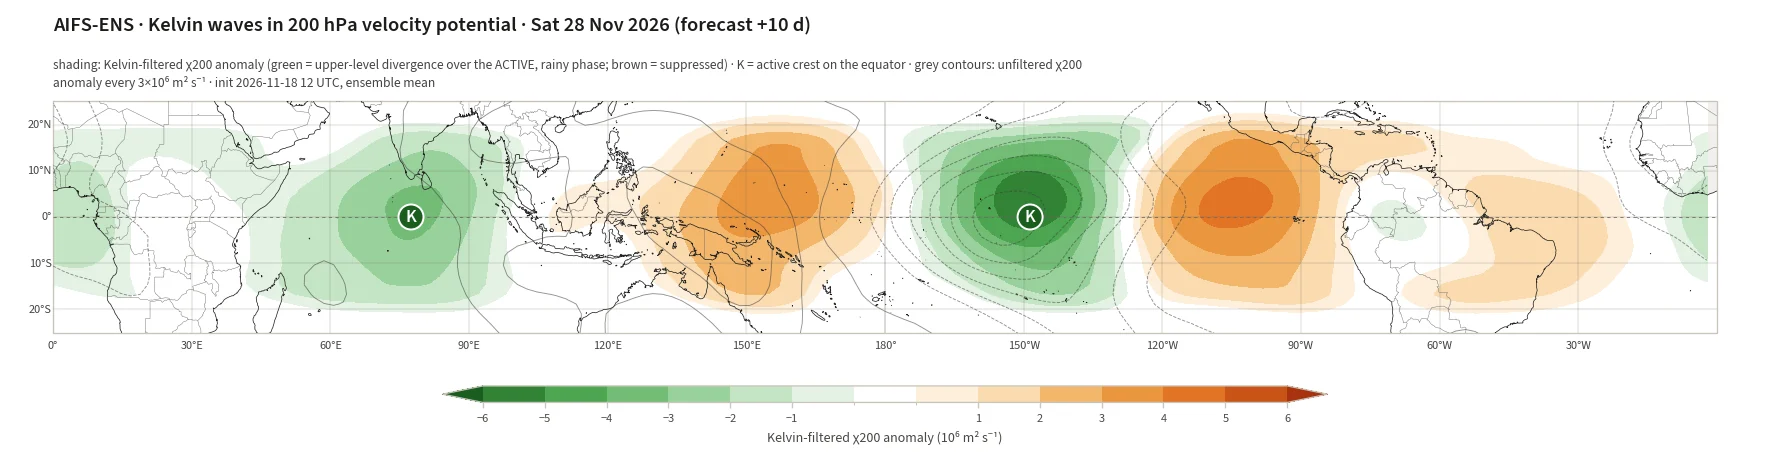 AIFS-ENS · Kelvin waves in 200 hPa velocity potential · Sat 28 Nov 2026 (forecast +10 d)
shading: Kelvin-filtered χ200 anomaly (green = upper-level divergence over the ACTIVE, rainy phase; brown = suppressed) · K = active crest on the equator · grey contours: unfiltered χ200
anomaly every 3×10⁶ m² s⁻¹ · init 2026-11-18 12 UTC, ensemble mean
20°N
10°N
0°
10°S
20°S
K
K
0° 30°E 60°E 90°E 120°E 150°E 180° 150°W 120°W 90°W 60°W 30°W
−6 −5 −4 −3 −2 −1 1 2 3 4 5 6
Kelvin-filtered χ200 anomaly (10⁶ m² s⁻¹)